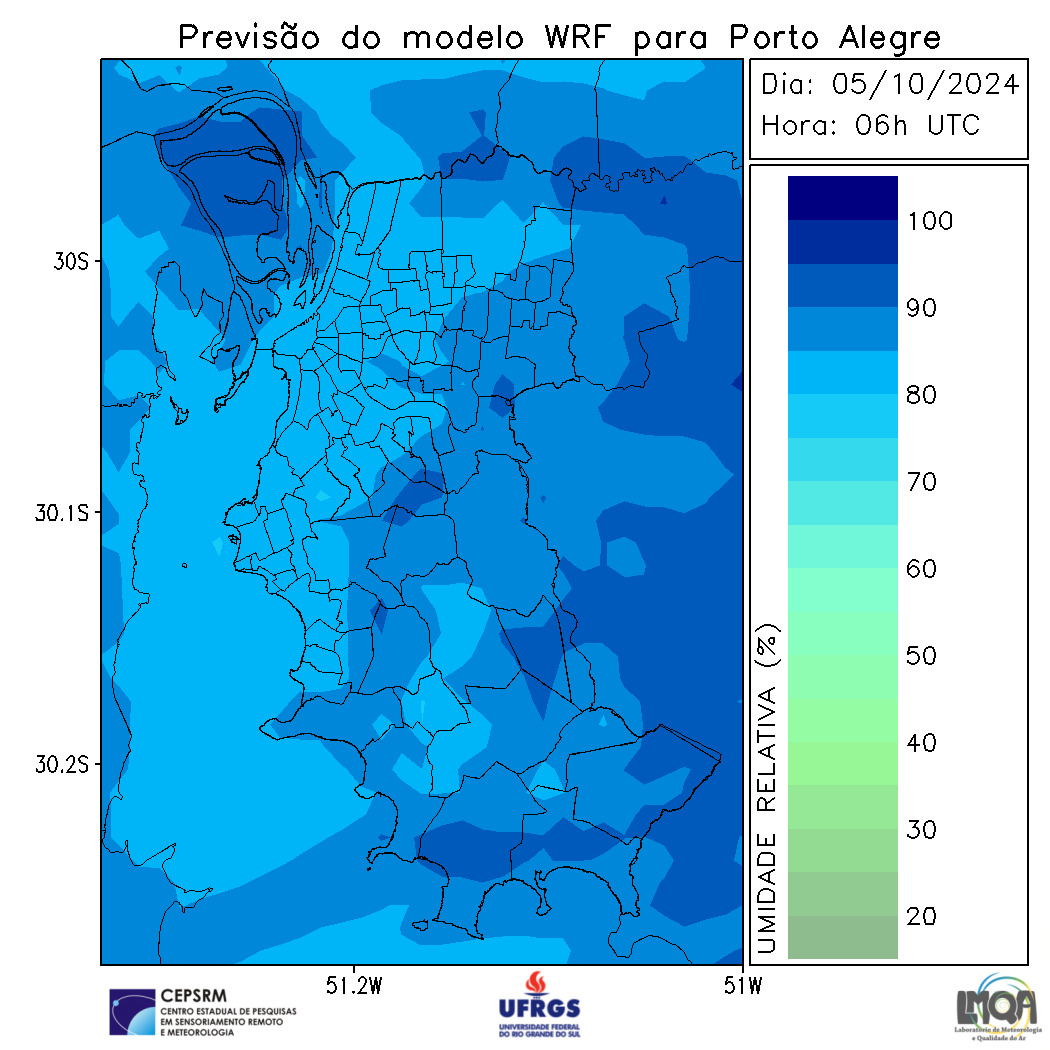 Previsão do modelo WRF para Porto Alegre
Dia: 05/10/2024
Hora: 06h UTC
100
90
80
70
60
50
40
30
20
UMIDADE RELATIVA (%)
30S
30.1S
30.2S
51.2W
51W
CEPSRM
CENTRO ESTADUAL DE PESQUISAS
EM SENSORIAMENTO REMOTO
E METEOROLOGIA
UFRGS
UNIVERSIDADE FEDERAL
DO RIO GRANDE DO SUL
LMQA
Laboratório de Meteorologia
e Qualidade do Ar